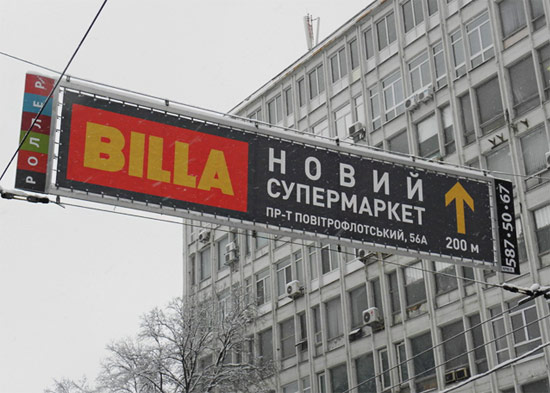 РОЛЛЕР
BILLA
НОВИЙ
СУПЕРМАРКЕТ
ПР-Т ПОВІТРОФЛОТСЬКИЙ, 56А
200 М
587·50·67